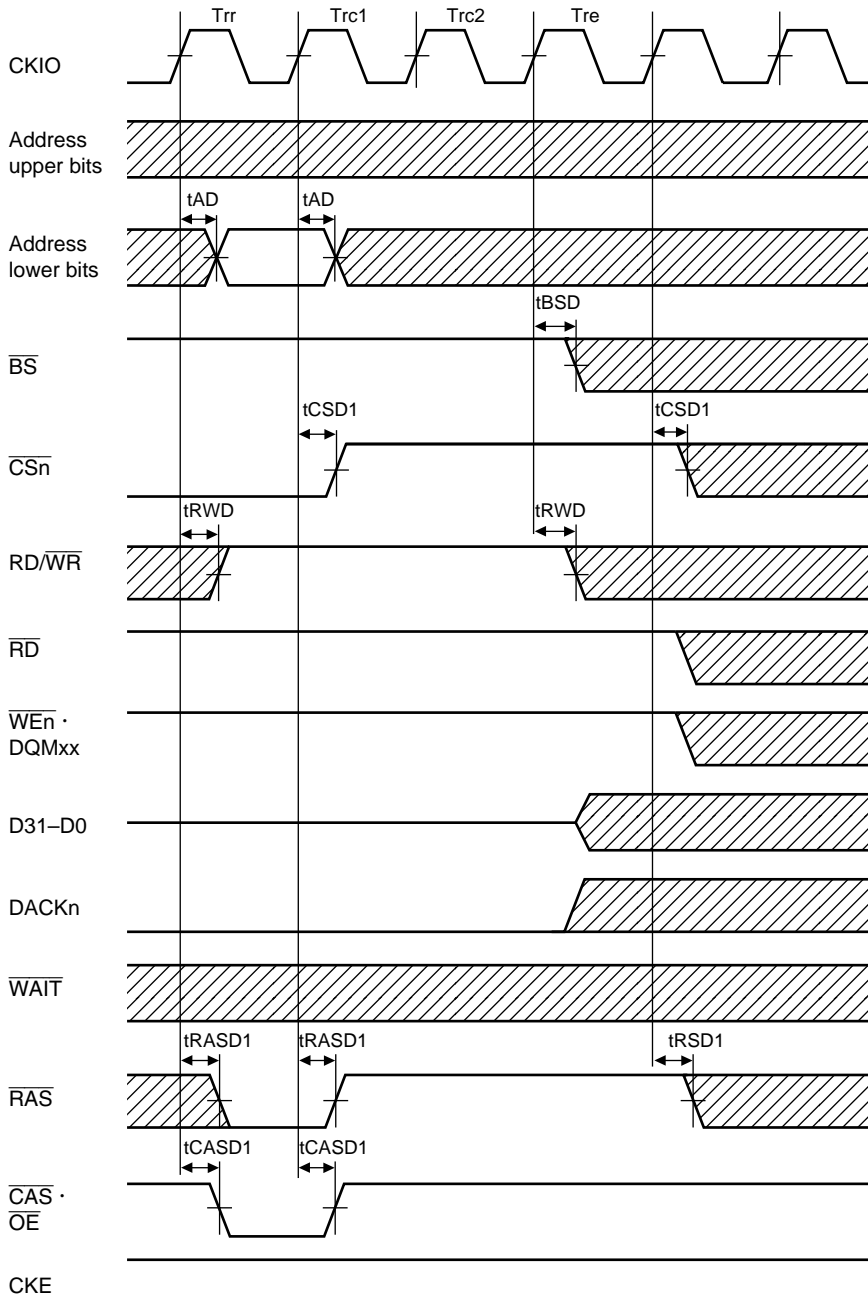 Trr Trc1 Trc2 Tre
CKIO
Address
upper bits
tAD tAD
Address
lower bits
tBSD
BS
tCSD1 tCSD1
CSn
tRWD tRWD
RD/WR
RD
WEn ·
DQMxx
D31–D0
DACKn
WAIT
tRASD1 tRASD1 tRSD1
RAS
tCASD1 tCASD1
CAS ·
OE
CKE